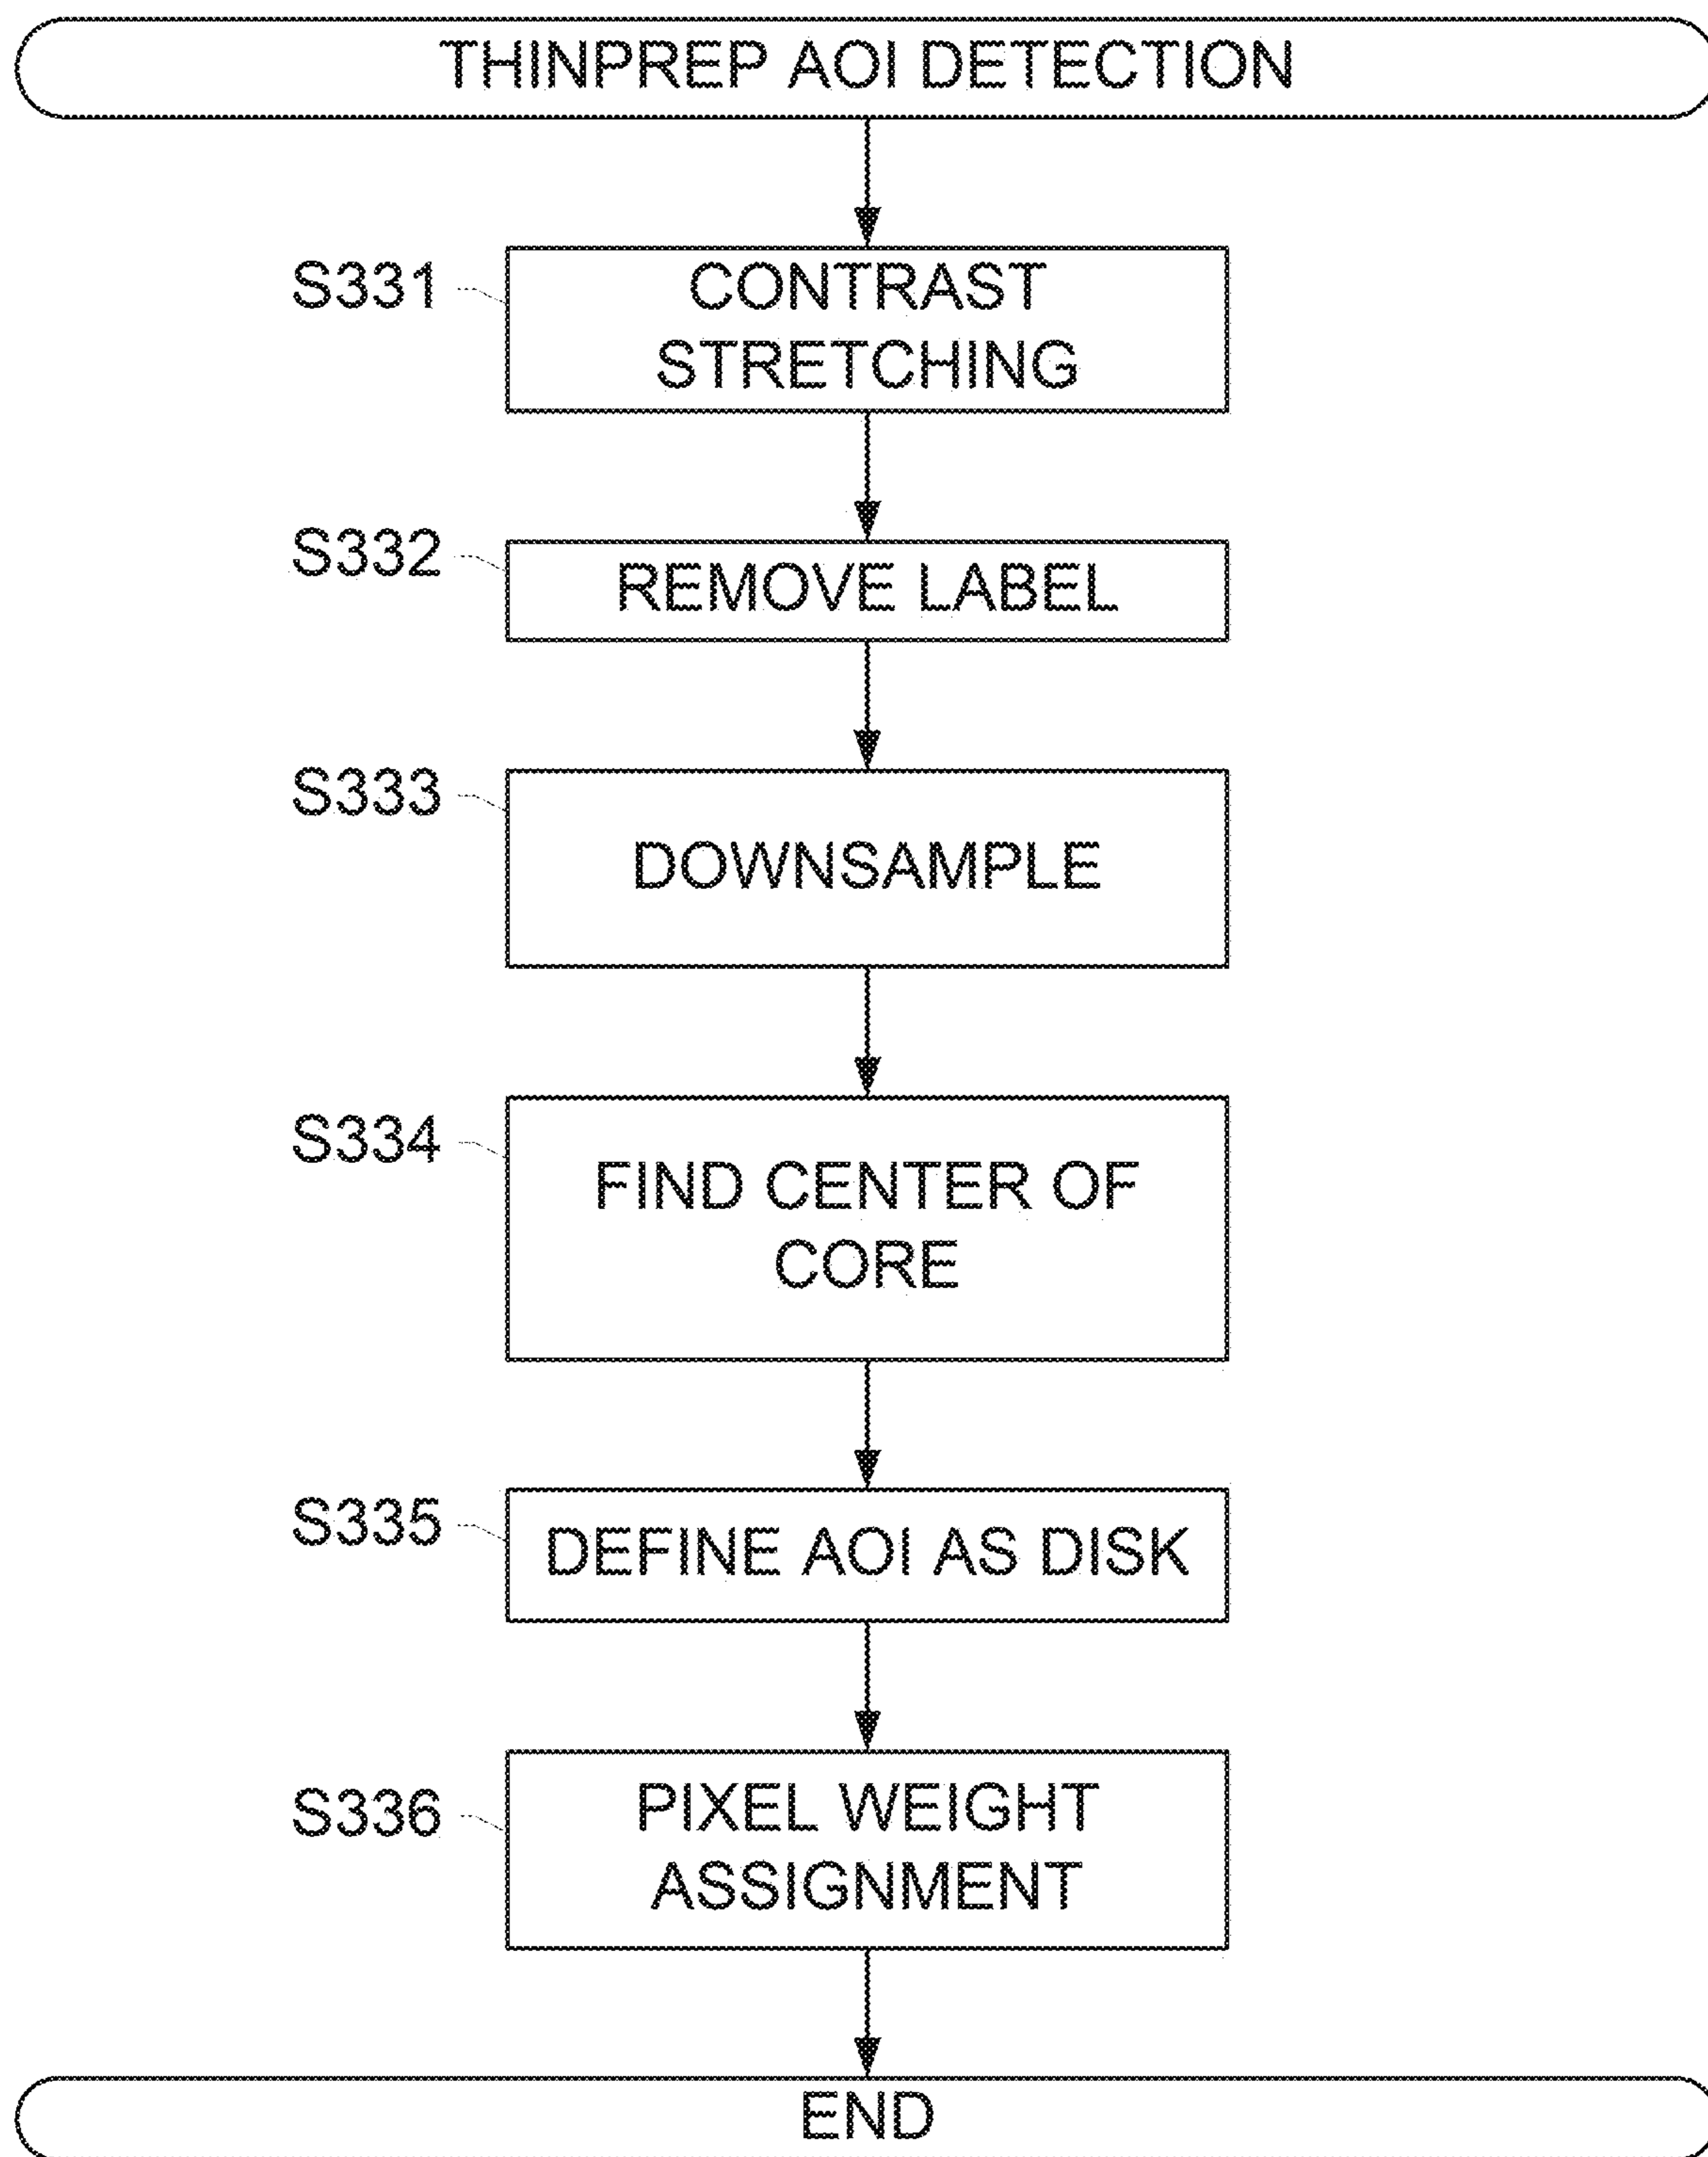 THINPREP AOI DETECTION
S331
CONTRAST
STRETCHING
S332
REMOVE LABEL
S333
DOWNSAMPLE
S334
FIND CENTER OF
CORE
S335
DEFINE AOI AS DISK
S336
PIXEL WEIGHT
ASSIGNMENT
END